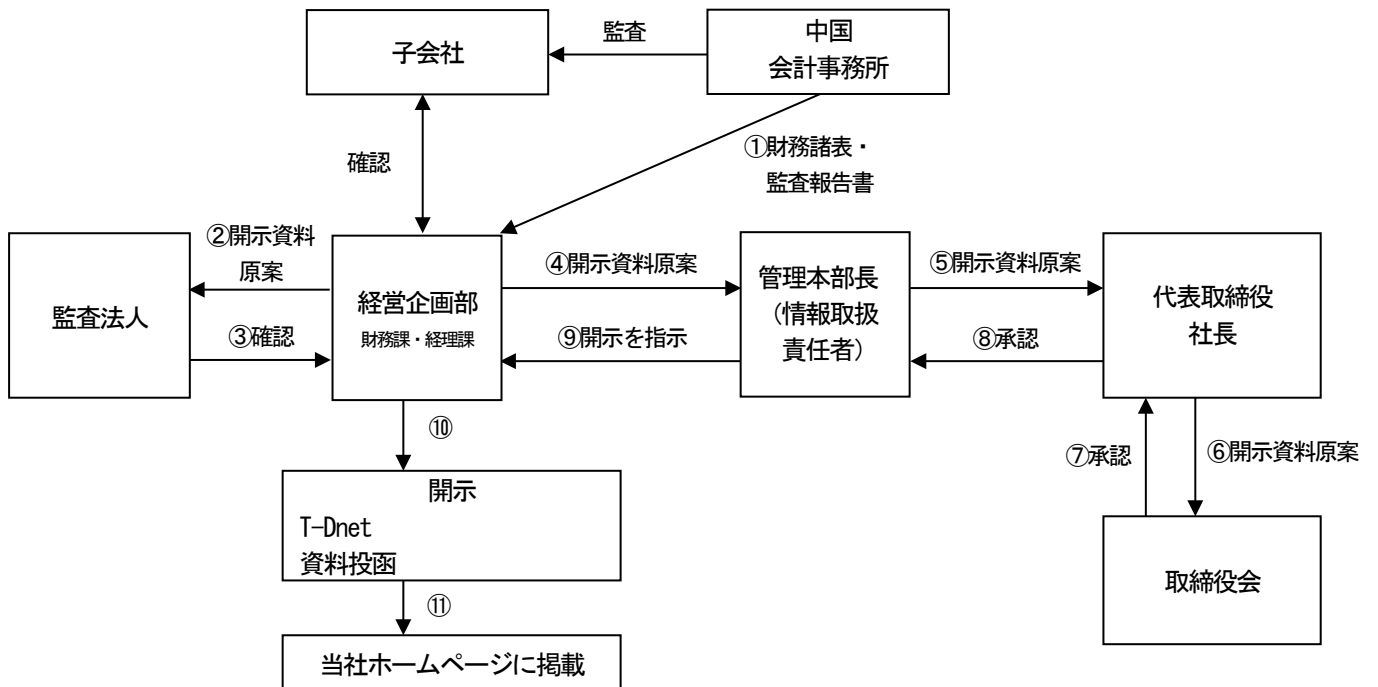 子会社
監査
中国
会計事務所
確認
①財務諸表・
監査報告書
監査法人
②開示資料
原案
③確認
経営企画部
財務課・経理課
④開示資料原案
⑨開示を指示
管理本部長
（情報取扱
責任者）
⑤開示資料原案
⑧承認
代表取締役
社長
⑩
⑦承認
⑥開示資料原案
開示
T-Dnet
資料投函
取締役会
⑪
当社ホームページに掲載